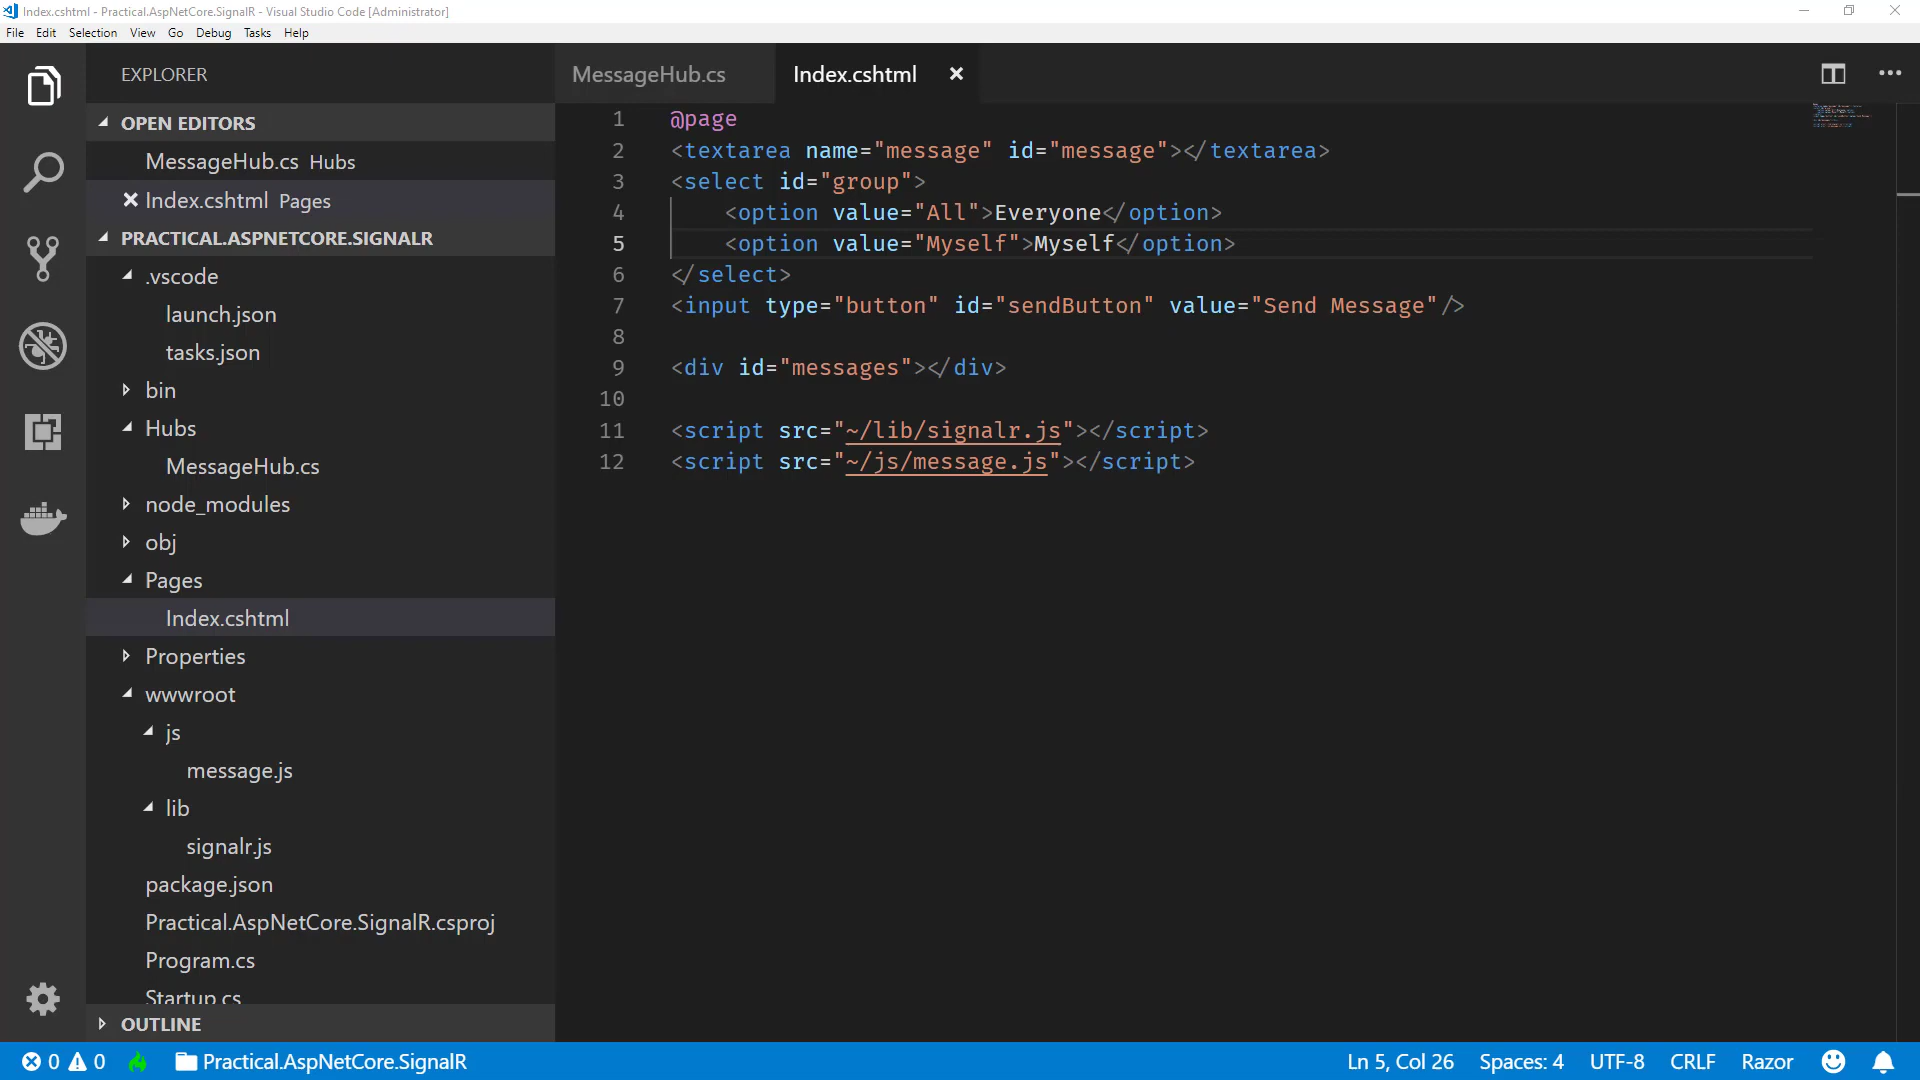 Index.cshtml - Practical.AspNetCore.SignalR - Visual Studio Code [Administrator]
File Edit Selection View Go Debug Tasks Help
EXPLORER
OPEN EDITORS
MessageHub.cs Hubs
Index.cshtml Pages
PRACTICAL.ASPNETCORE.SIGNALR
.vscode
launch.json
tasks.json
bin
Hubs
MessageHub.cs
node_modules
obj
Pages
Index.cshtml
Properties
wwwroot
js
message.js
lib
signalr.js
package.json
Practical.AspNetCore.SignalR.csproj
Program.cs
Startup.cs
OUTLINE
MessageHub.cs Index.cshtml
1 @page
2 <textarea name="message" id="message"></textarea>
3 <select id="group">
4     <option value="All">Everyone</option>
5     <option value="Myself">Myself</option>
6 </select>
7 <input type="button" id="sendButton" value="Send Message"/>
8
9 <div id="messages"></div>
10
11 <script src="~/lib/signalr.js"></script>
12 <script src="~/js/message.js"></script>
0 0 Practical.AspNetCore.SignalR Ln 5, Col 26 Spaces: 4 UTF-8 CRLF Razor